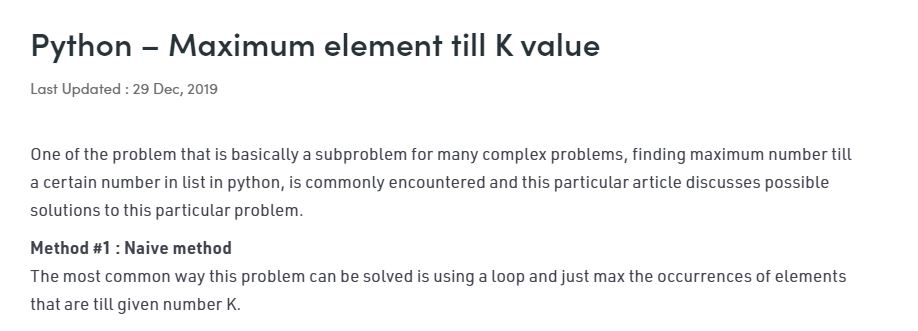 Python – Maximum element till K value
Last Updated : 29 Dec, 2019
One of the problem that is basically a subproblem for many complex problems, finding maximum number till
a certain number in list in python, is commonly encountered and this particular article discusses possible
solutions to this particular problem.
Method #1 : Naive method
The most common way this problem can be solved is using a loop and just max the occurrences of elements
that are till given number K.